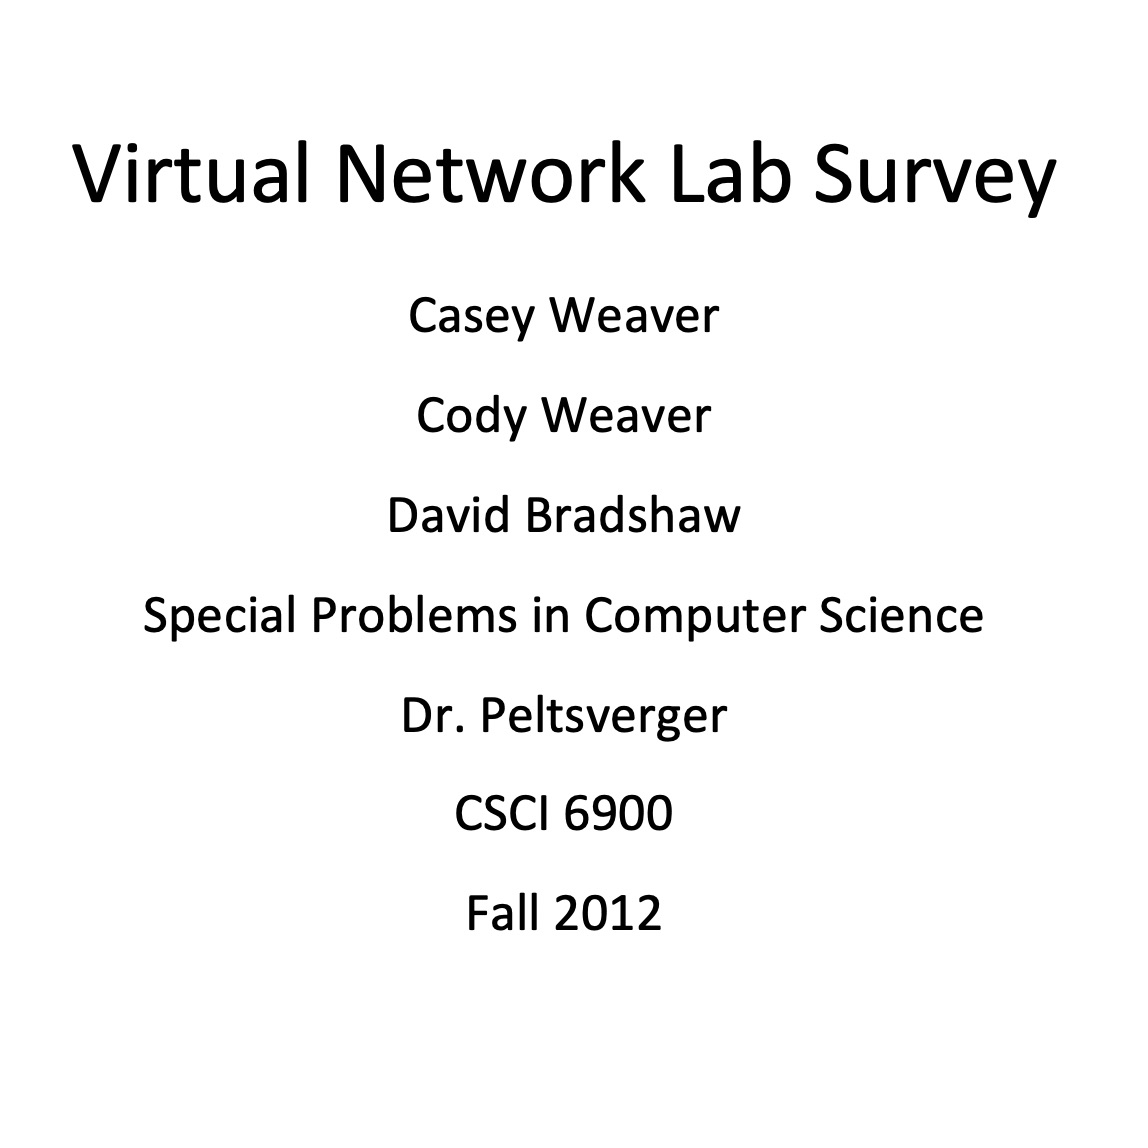 Virtual Network Lab Survey
Casey Weaver
Cody Weaver
David Bradshaw
Special Problems in Computer Science
Dr. Peltsverger
CSCI 6900
Fall 2012